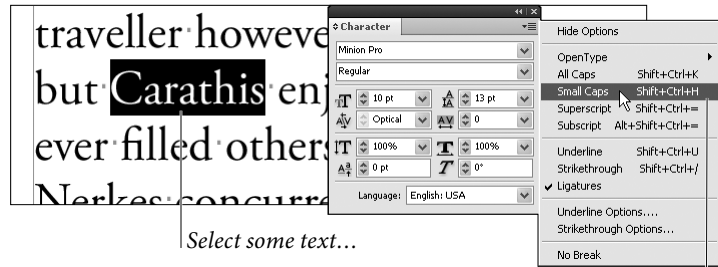 traveller howeve
but Carathis enj
ever filled others
Nerkes concurre
Select some text…
Character
Minion Pro
Regular
10 pt
13 pt
Optical
0
100%
100%
0 pt
0°
Language: English: USA
Hide Options
OpenType
All Caps Shift+Ctrl+K
Small Caps Shift+Ctrl+H
Superscript Shift+Ctrl+=
Subscript Alt+Shift+Ctrl+=
Underline Shift+Ctrl+U
Strikethrough Shift+Ctrl+/
Ligatures
Underline Options....
Strikethrough Options...
No Break